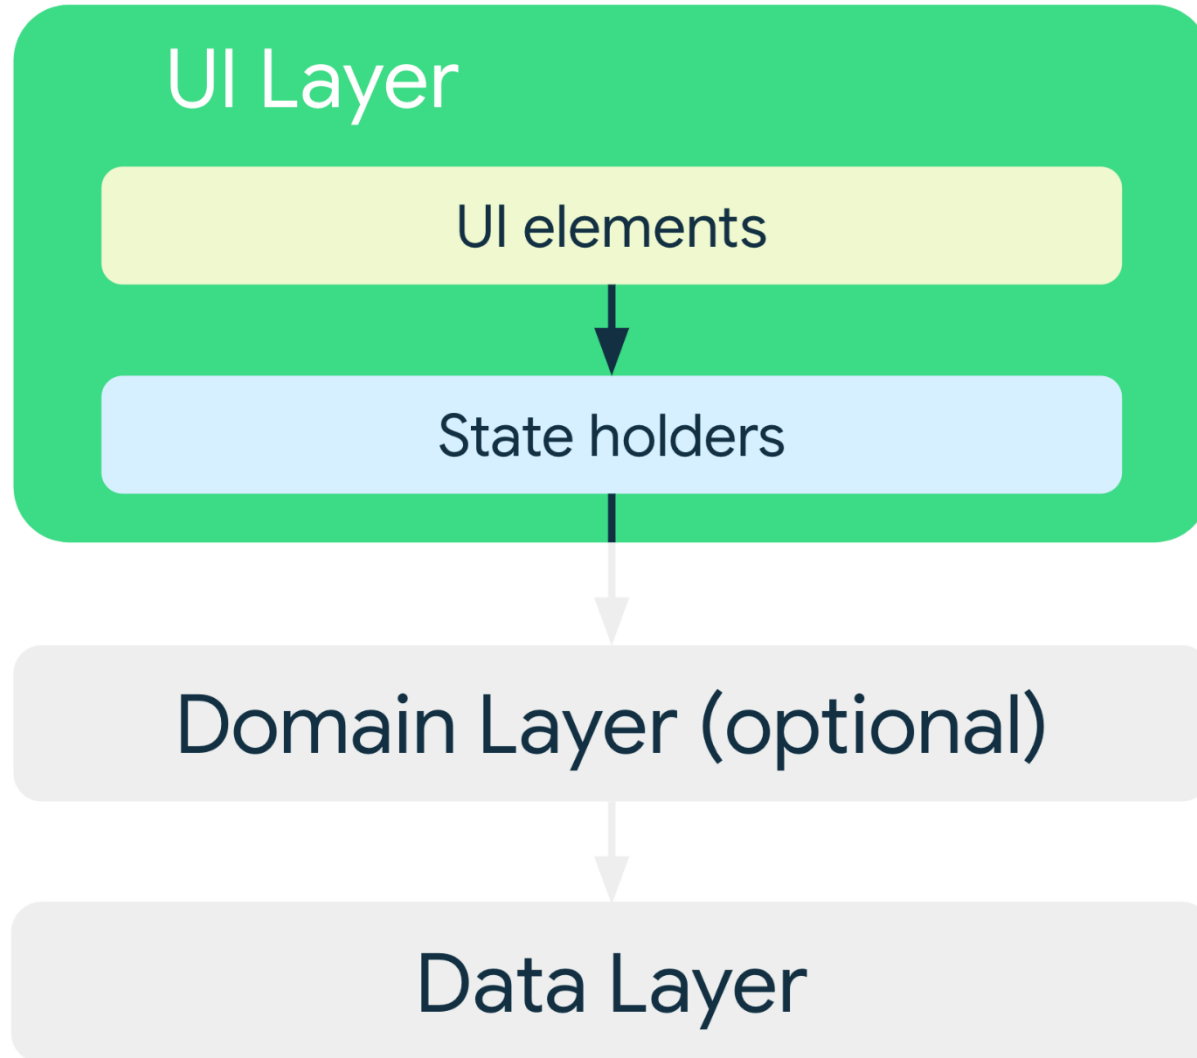 UI Layer
UI elements
State holders
Domain Layer (optional)
Data Layer